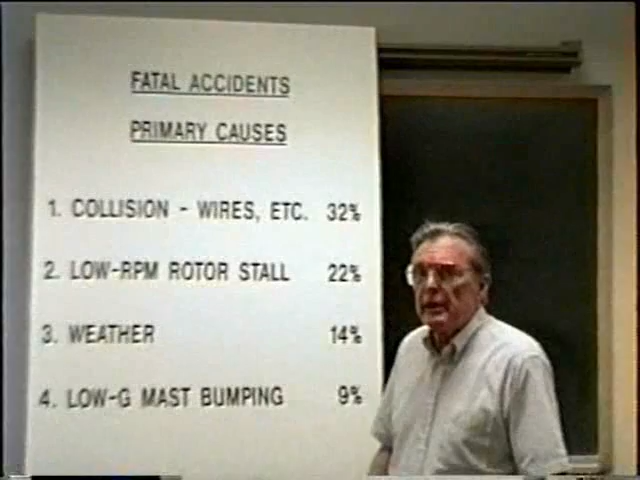 FATAL ACCIDENTS
PRIMARY CAUSES
1. COLLISION - WIRES, ETC. 32%
2. LOW-RPM ROTOR STALL 22%
3. WEATHER 14%
4. LOW-G MAST BUMPING 9%